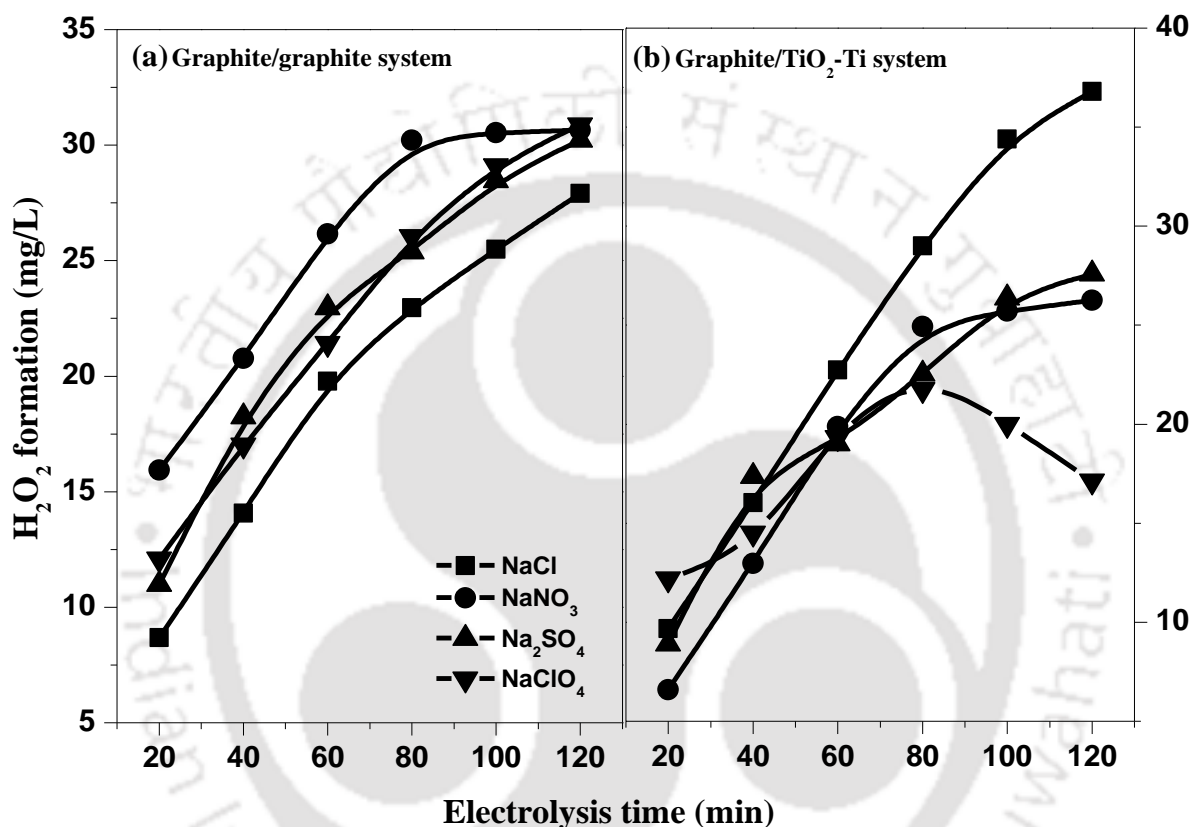 (a) Graphite/graphite system
(b) Graphite/TiO₂-Ti system
H₂O₂ formation (mg/L)
35
30
25
20
15
10
5
40
30
20
10
NaCl
NaNO₃
Na₂SO₄
NaClO₄
20 40 60 80 100 120
20 40 60 80 100 120
Electrolysis time (min)